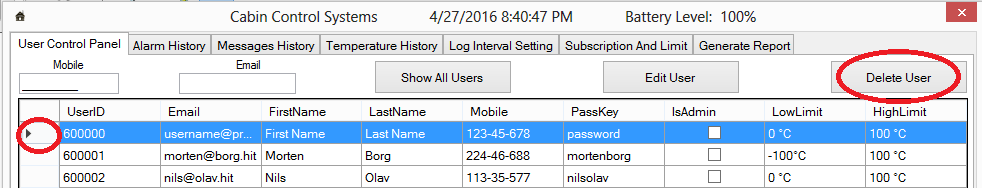 Cabin Control Systems 4/27/2016 8:40:47 PM Battery Level: 100%
User Control Panel Alarm History Messages History Temperature History Log Interval Setting Subscription And Limit Generate Report
Mobile Email
Show All Users Edit User Delete User
UserID Email FirstName LastName Mobile PassKey IsAdmin LowLimit HighLimit
600000 username@pr... First Name Last Name 123-45-678 password 0 °C 100 °C
600001 morten@borg.hit Morten Borg 224-46-688 mortenborg -100°C 100 °C
600002 nils@olav.hit Nils Olav 113-35-577 nilsolav 0 °C 100 °C